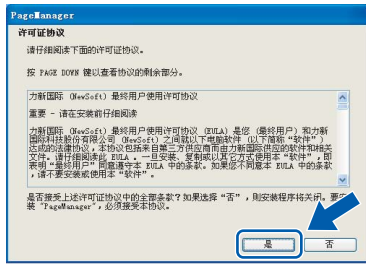 PageManager
许可证协议
请仔细阅读下面的许可证协议。
按 PAGE DOWN 键以查看协议的剩余部分。
力新国际 (NewSoft) 最终用户使用许可协议
重要 - 请在安装前仔细阅读
力新国际 (NewSoft) 最终用户使用许可协议 (EULA) 是您 (最终用户) 和力新
国际科技股份有限公司 (NewSoft) 之间就以下电脑软件 (以下简称“软件”)
达成的法律协议，本协议包括来自第三方供应商而由力新国际供应的软件和相关
文件。请仔细阅读此 EULA 。一旦安装、复制或以其它方式使用本“软件”，即
表明“最终用户”同意遵守本 EULA 中的条款。如果您不同意本 EULA 中的条款
，请不要安装或使用本“软件”。
是否接受上述许可证协议中的全部条款？如果选择“否”，则安装程序将关闭。要安
装“PageManager”，必须接受本协议。
是
否